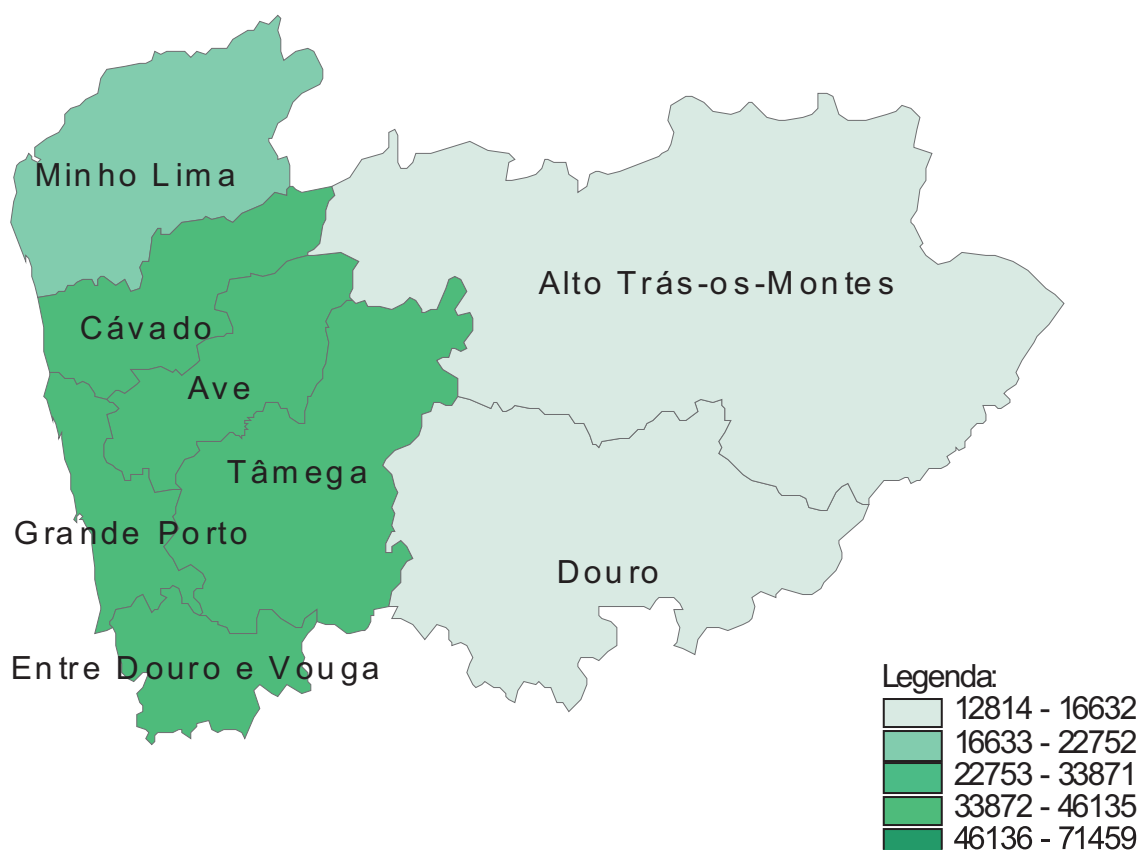 Minho Lima
Alto Trás-os-Montes
Cávado
Ave
Tâmega
Grande Porto
Douro
Entre Douro e Vouga
Legenda:
12814 - 16632
16633 - 22752
22753 - 33871
33872 - 46135
46136 - 71459